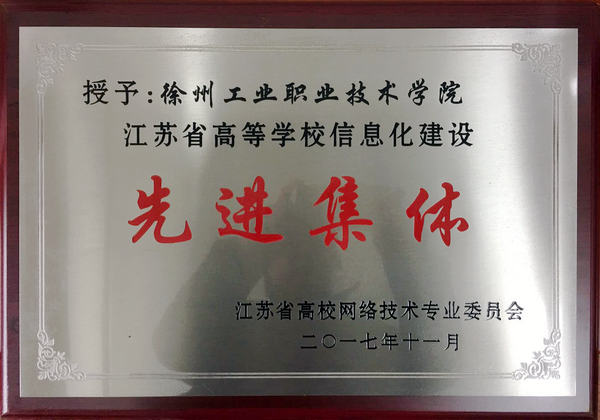 授予:徐州工业职业技术学院
江苏省高等学校信息化建设
先进集体
江苏省高校网络技术专业委员会
二〇一七年十一月